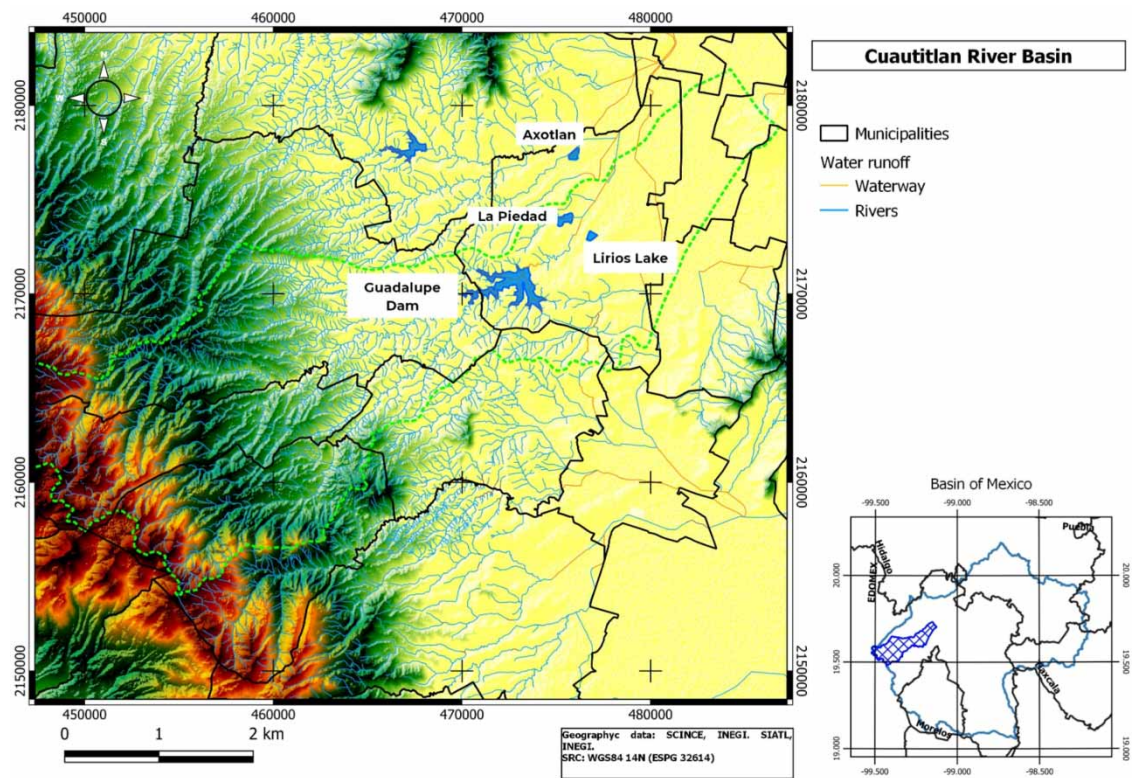 450000 460000 470000 480000
Cuautitlan River Basin
N
2180000
2180000
Axotlan
Municipalities
Water runoff
Waterway
Rivers
La Piedad
Lirios Lake
2170000
2170000
Guadalupe
Dam
2160000
2160000
2150000
2150000
450000 460000 470000 480000
0 1 2 km
Geographyc data: SCINCE, INEGI. SIATL,
INEGI.
SRC: WGS84 14N (ESPG 32614)
Basin of Mexico
-99.500 -99.000 -98.500
Puebla
Hidalgo
EDOMEX
20.000
20.000
19.500
19.500
Tlaxcala
Morelos
19.000
19.000
-99.500 -99.000 -98.500